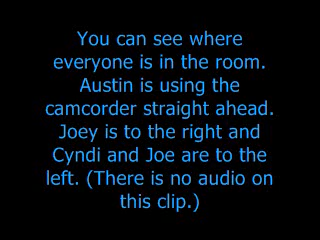 You can see where
everyone is in the room.
Austin is using the
camcorder straight ahead.
Joey is to the right and
Cyndi and Joe are to the
left. (There is no audio on
this clip.)